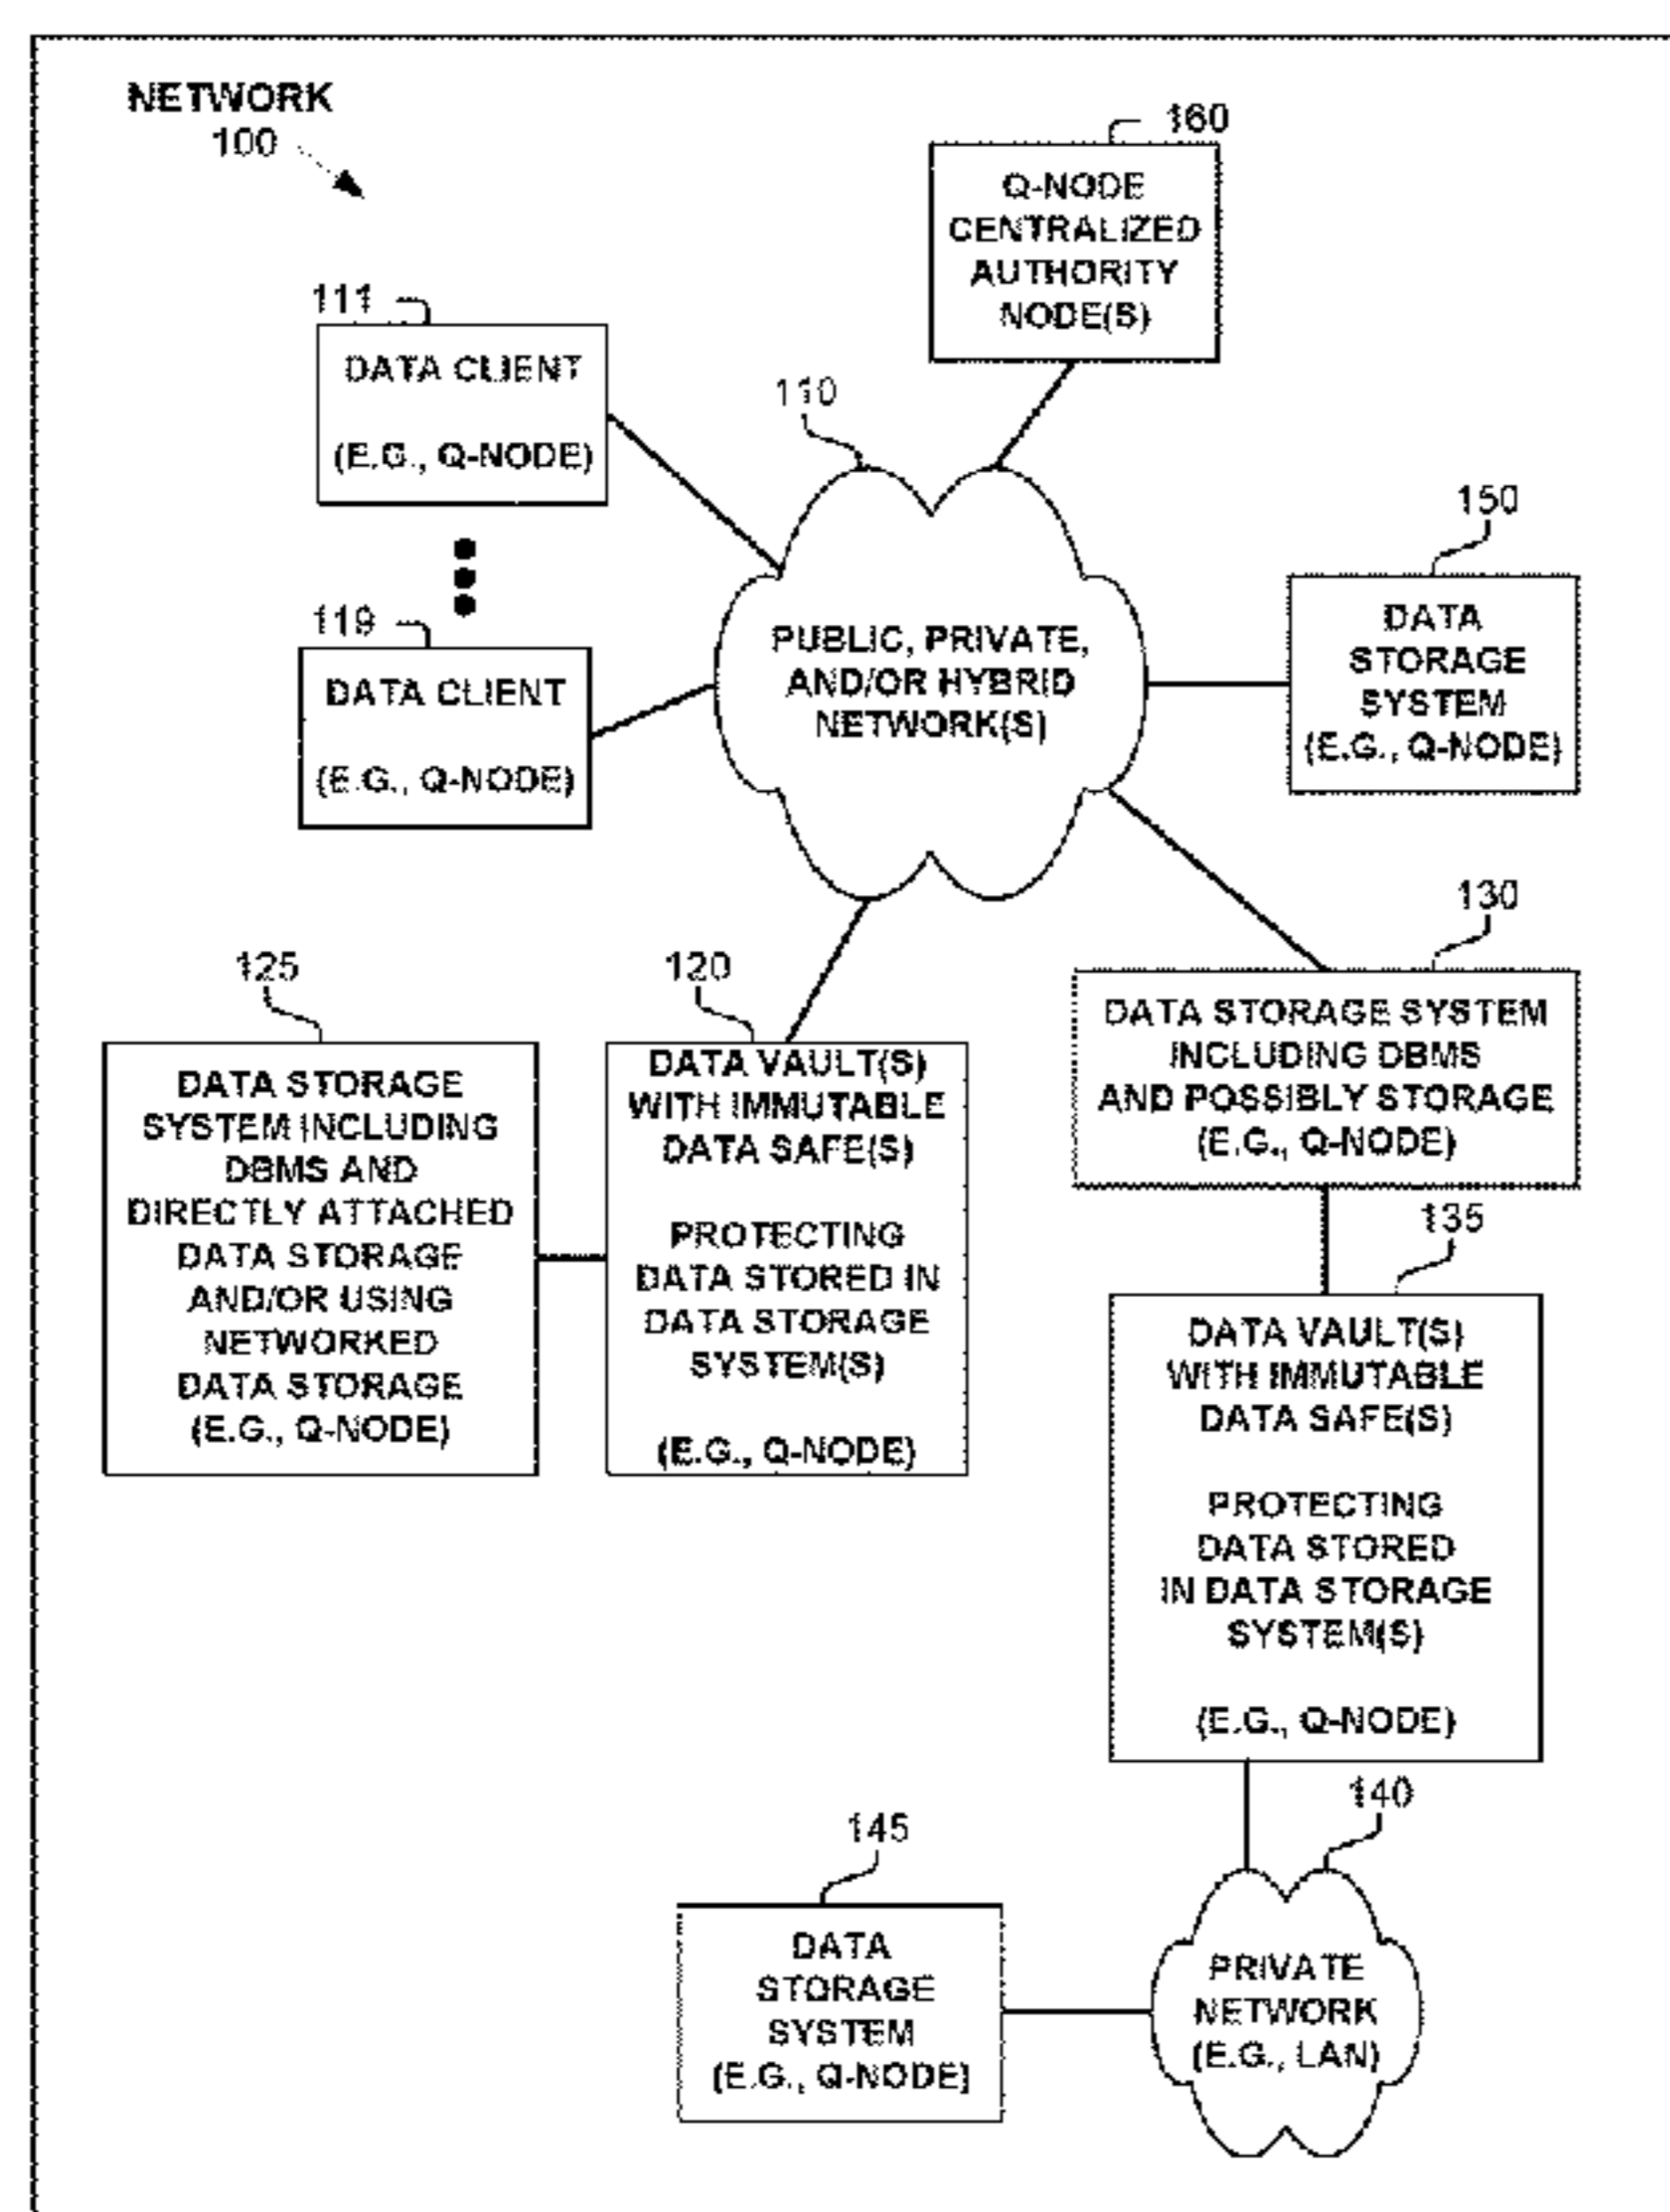 NETWORK
100
160
Q-NODE
CENTRALIZED
AUTHORITY
NODE(S)
111
DATA CLIENT
(E.G., Q-NODE)
110
150
119
DATA CLIENT
(E.G., Q-NODE)
PUBLIC, PRIVATE,
AND/OR HYBRID
NETWORK(S)
DATA
STORAGE
SYSTEM
(E.G., Q-NODE)
130
125
120
DATA STORAGE SYSTEM
INCLUDING DBMS
AND POSSIBLY STORAGE
(E.G., Q-NODE)
DATA STORAGE
SYSTEM INCLUDING
DBMS AND
DIRECTLY ATTACHED
DATA STORAGE
AND/OR USING
NETWORKED
DATA STORAGE
(E.G., Q-NODE)
DATA VAULT(S)
WITH IMMUTABLE
DATA SAFE(S)
PROTECTING
DATA STORED IN
DATA STORAGE
SYSTEM(S)
(E.G., Q-NODE)
135
DATA VAULT(S)
WITH IMMUTABLE
DATA SAFE(S)
PROTECTING
DATA STORED
IN DATA STORAGE
SYSTEM(S)
(E.G., Q-NODE)
140
145
DATA
STORAGE
SYSTEM
(E.G., Q-NODE)
PRIVATE
NETWORK
(E.G., LAN)